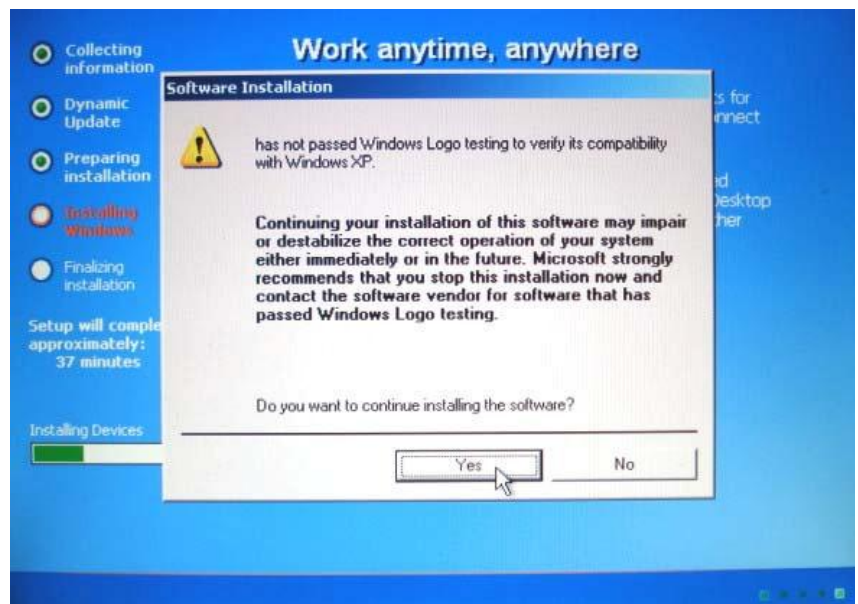 Work anytime, anywhere
Collecting
information
Dynamic
Update
Preparing
installation
Installing
Windows
Finalizing
installation
Setup will comple
approximately:
37 minutes
Installing Devices
Software Installation
has not passed Windows Logo testing to verify its compatibility
with Windows XP.
Continuing your installation of this software may impair
or destabilize the correct operation of your system
either immediately or in the future. Microsoft strongly
recommends that you stop this installation now and
contact the software vendor for software that has
passed Windows Logo testing.
Do you want to continue installing the software?
Yes
No
s for
nnect
ed
Desktop
her